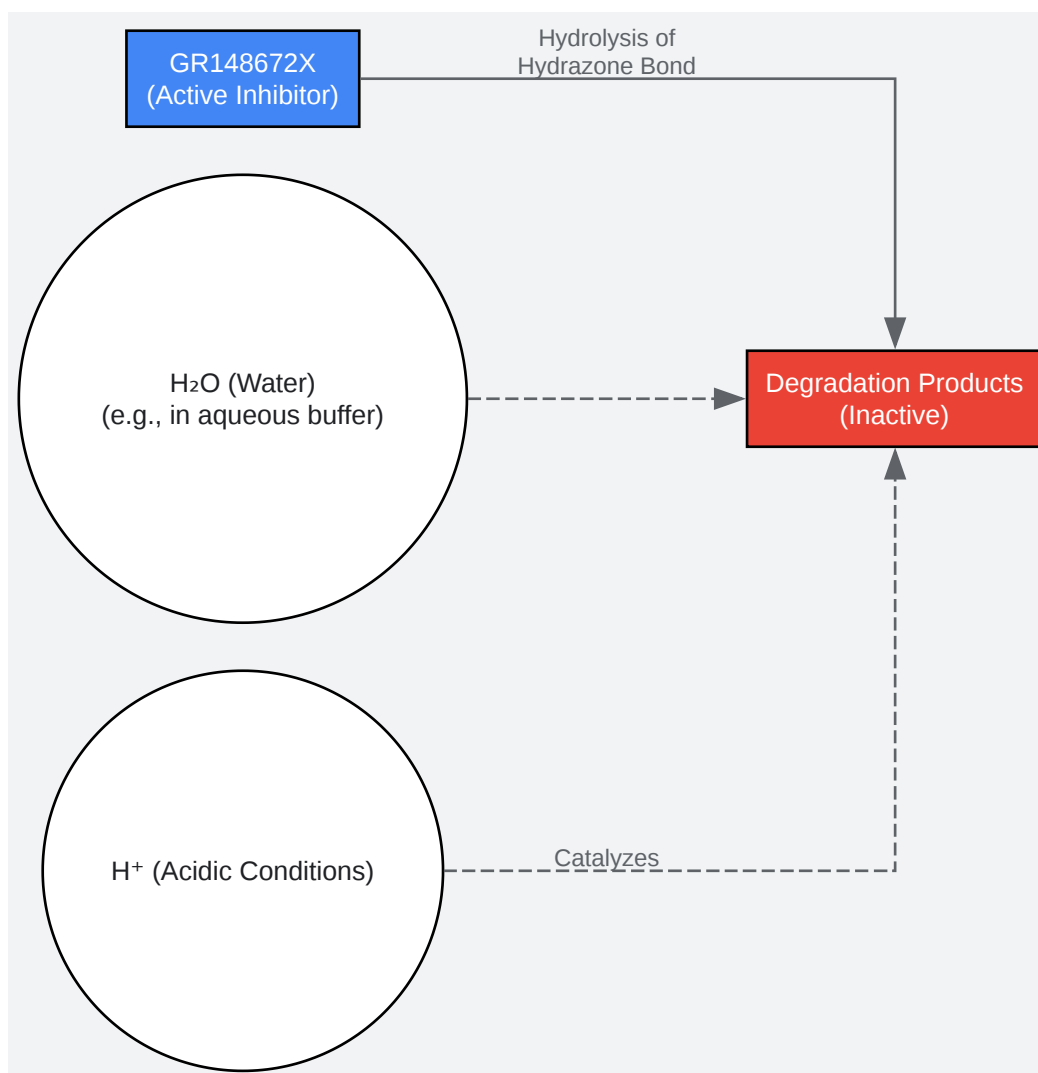 GR148672X
(Active Inhibitor)
Hydrolysis of
Hydrazone Bond
H₂O (Water)
(e.g., in aqueous buffer)
Degradation Products
(Inactive)
H⁺ (Acidic Conditions)
Catalyzes